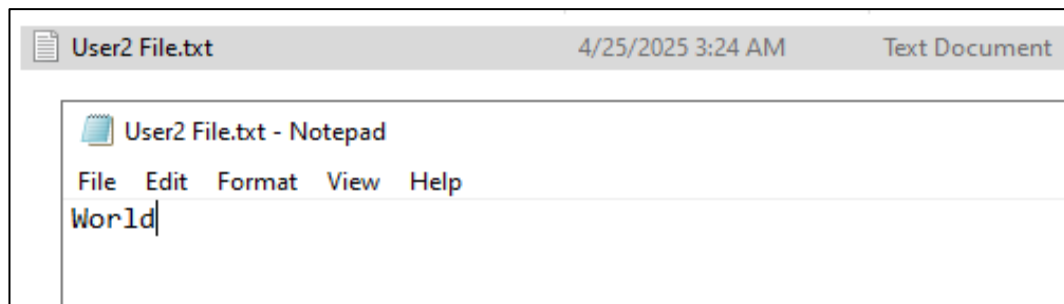 User2 File.txt 4/25/2025 3:24 AM Text Document
User2 File.txt - Notepad
File Edit Format View Help
World